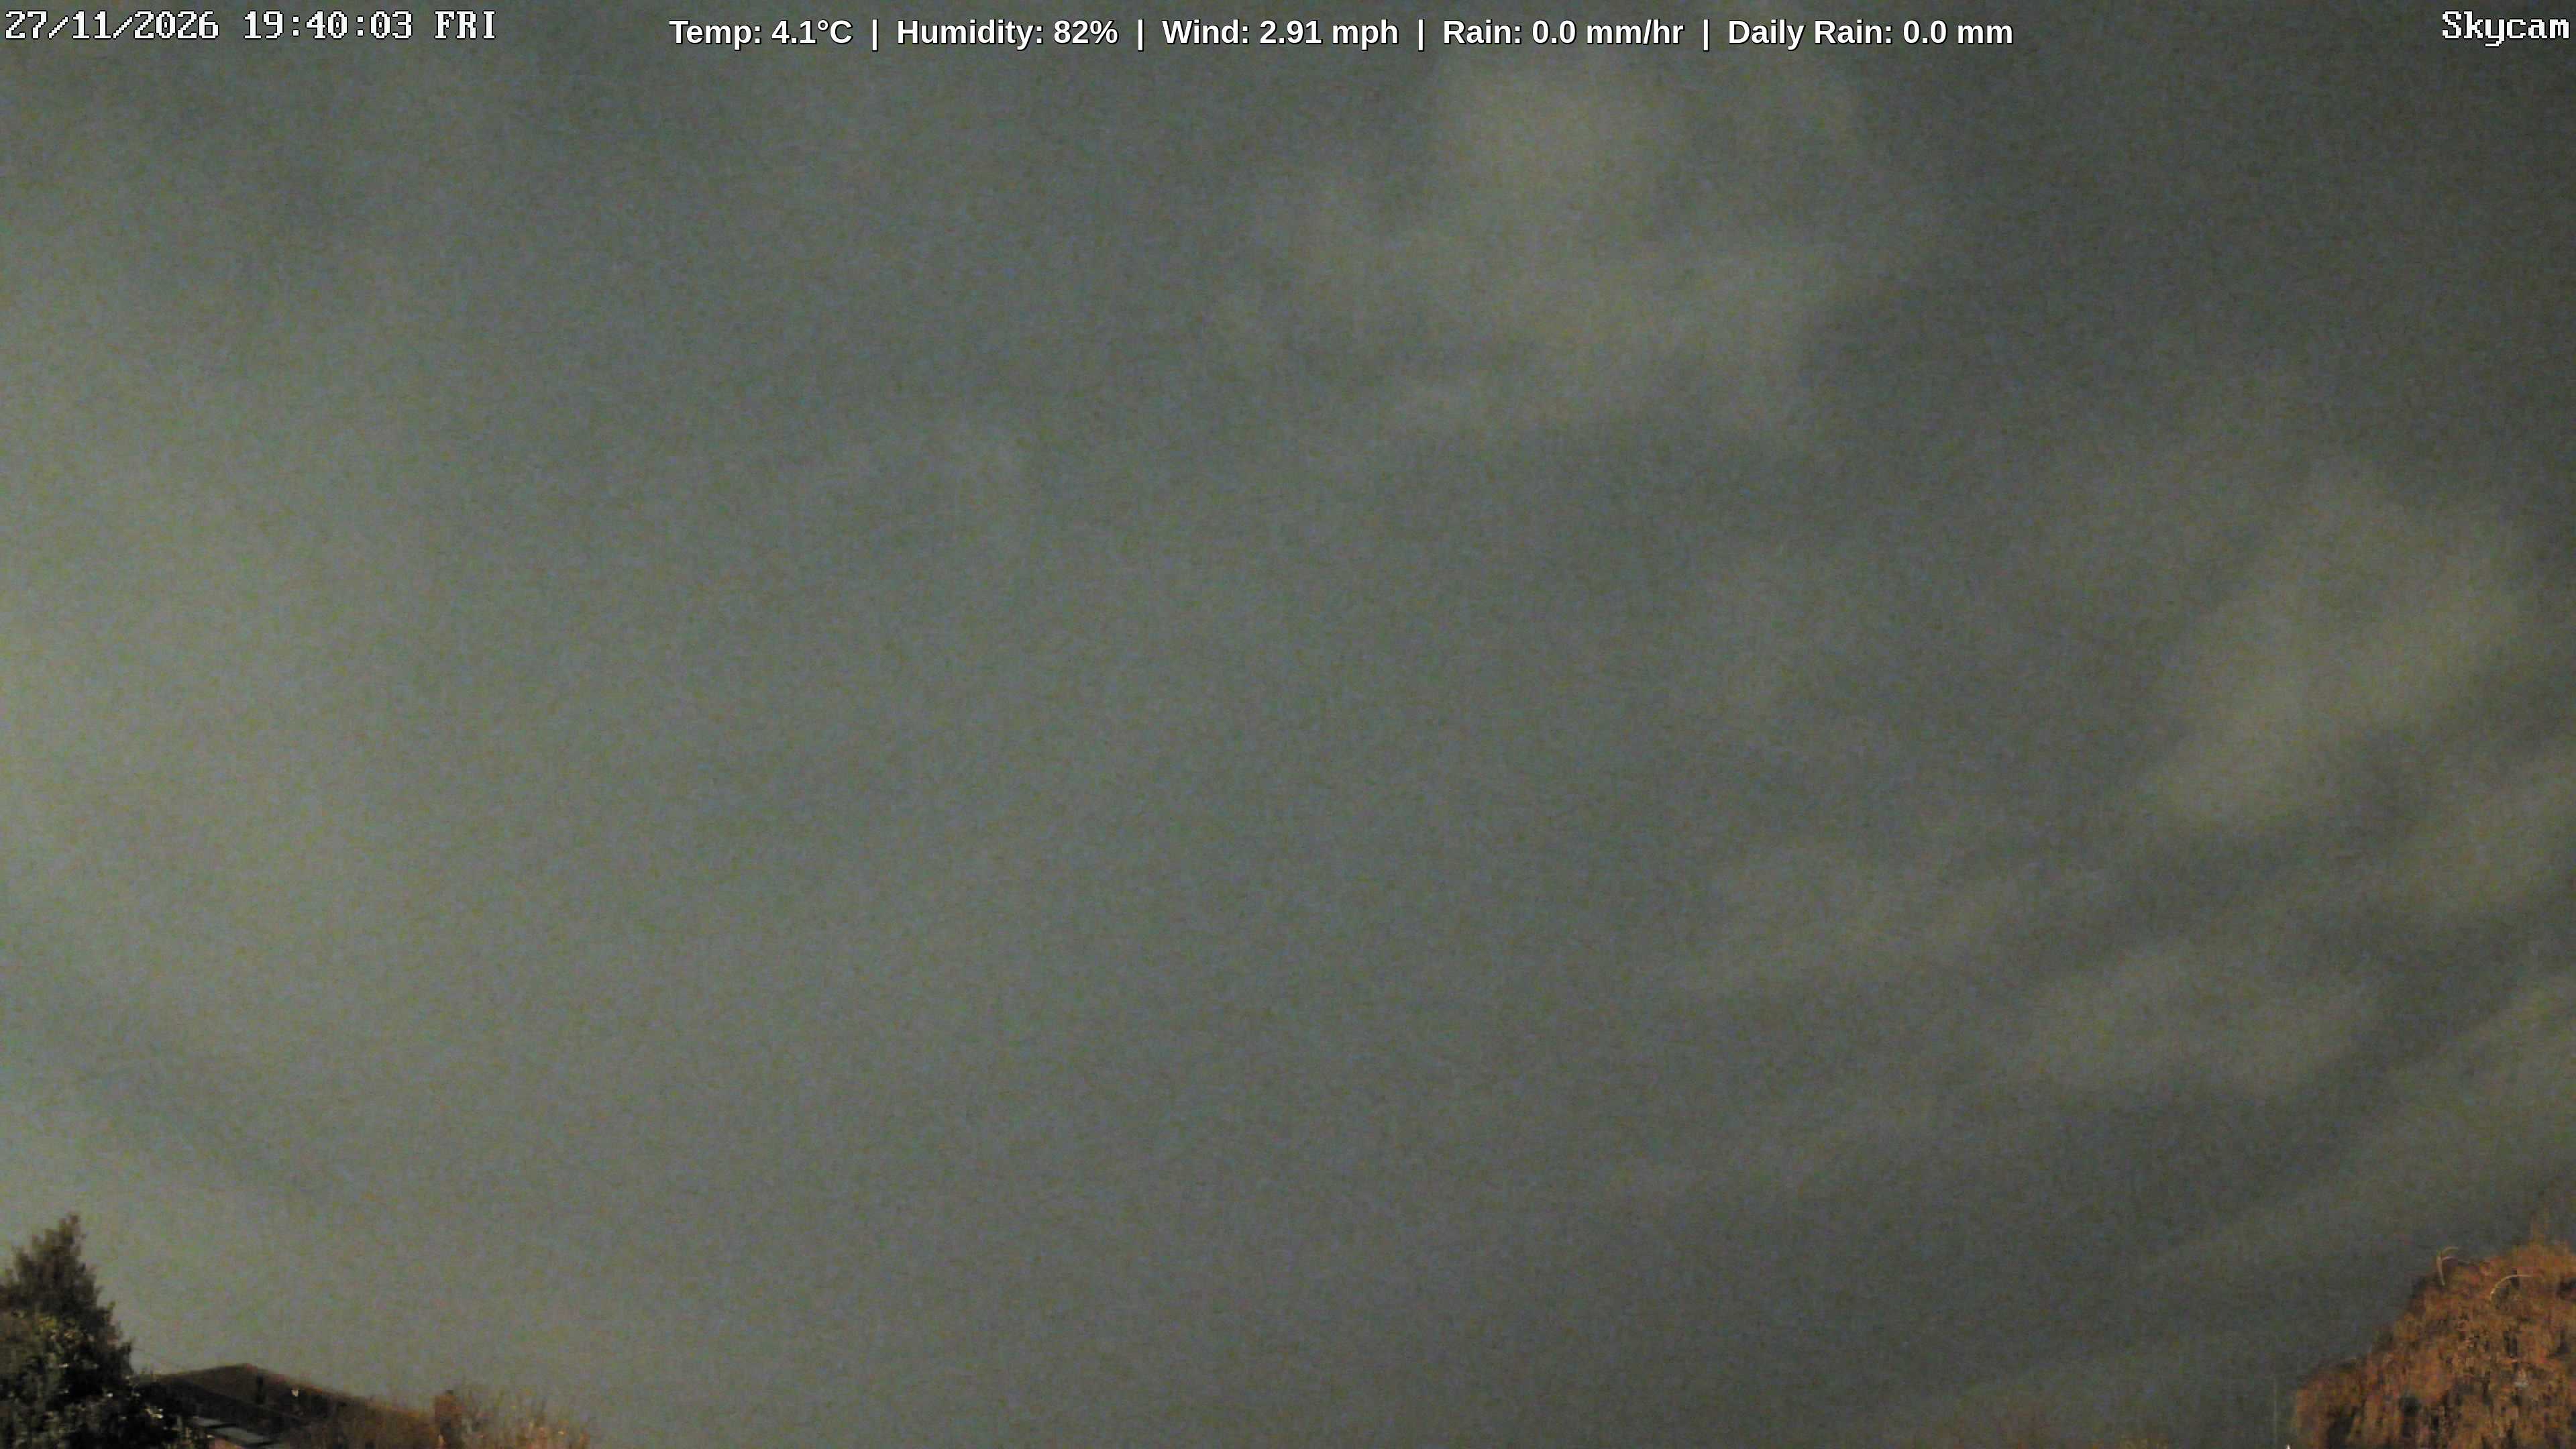 27/11/2026 19:40:03 FRI
Temp: 4.1°C | Humidity: 82% | Wind: 2.91 mph | Rain: 0.0 mm/hr | Daily Rain: 0.0 mm
Skycam